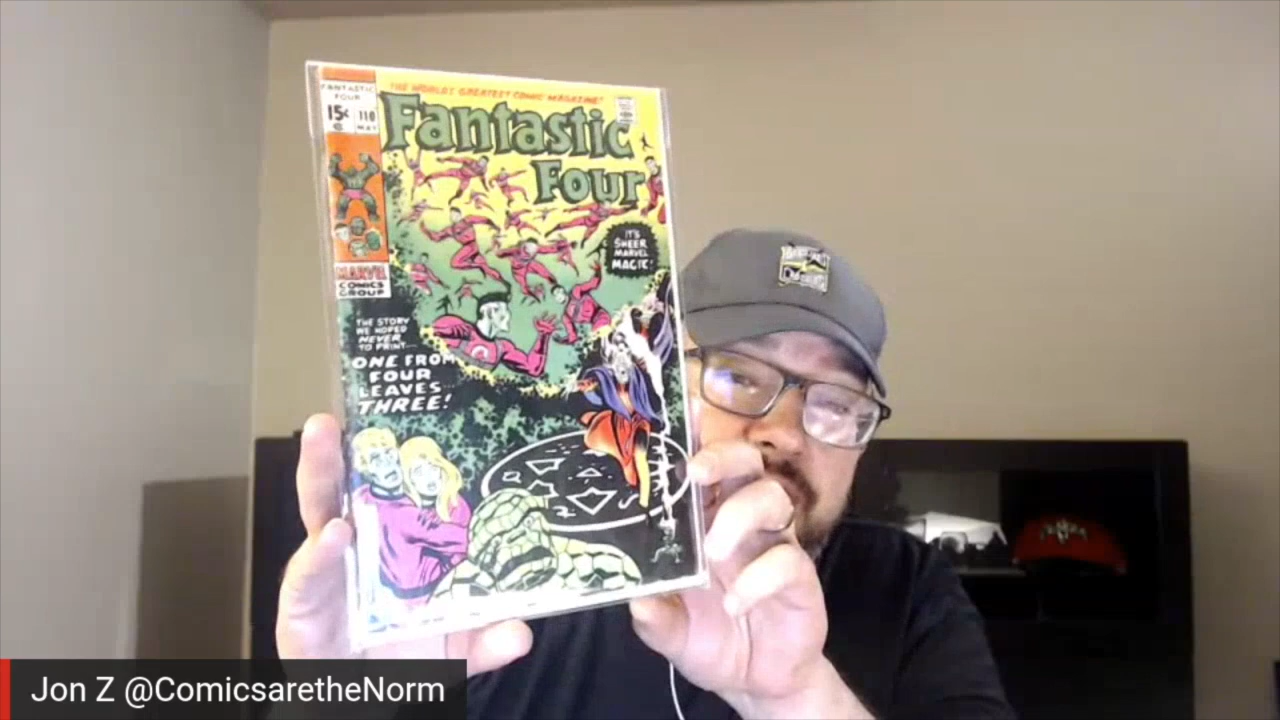 THE WORLD'S GREATEST COMIC MAGAZINE!
FANTASTIC
FOUR
15¢ 110
MAY
Fantastic
Four
IT'S
SHEER
MARVEL
MAGIC!
MARVEL
COMICS
GROUP
THE STORY
WE HOPED
NEVER
TO PRINT--
ONE FROM
FOUR
LEAVES
THREE!
Jon Z @ComicsaretheNorm